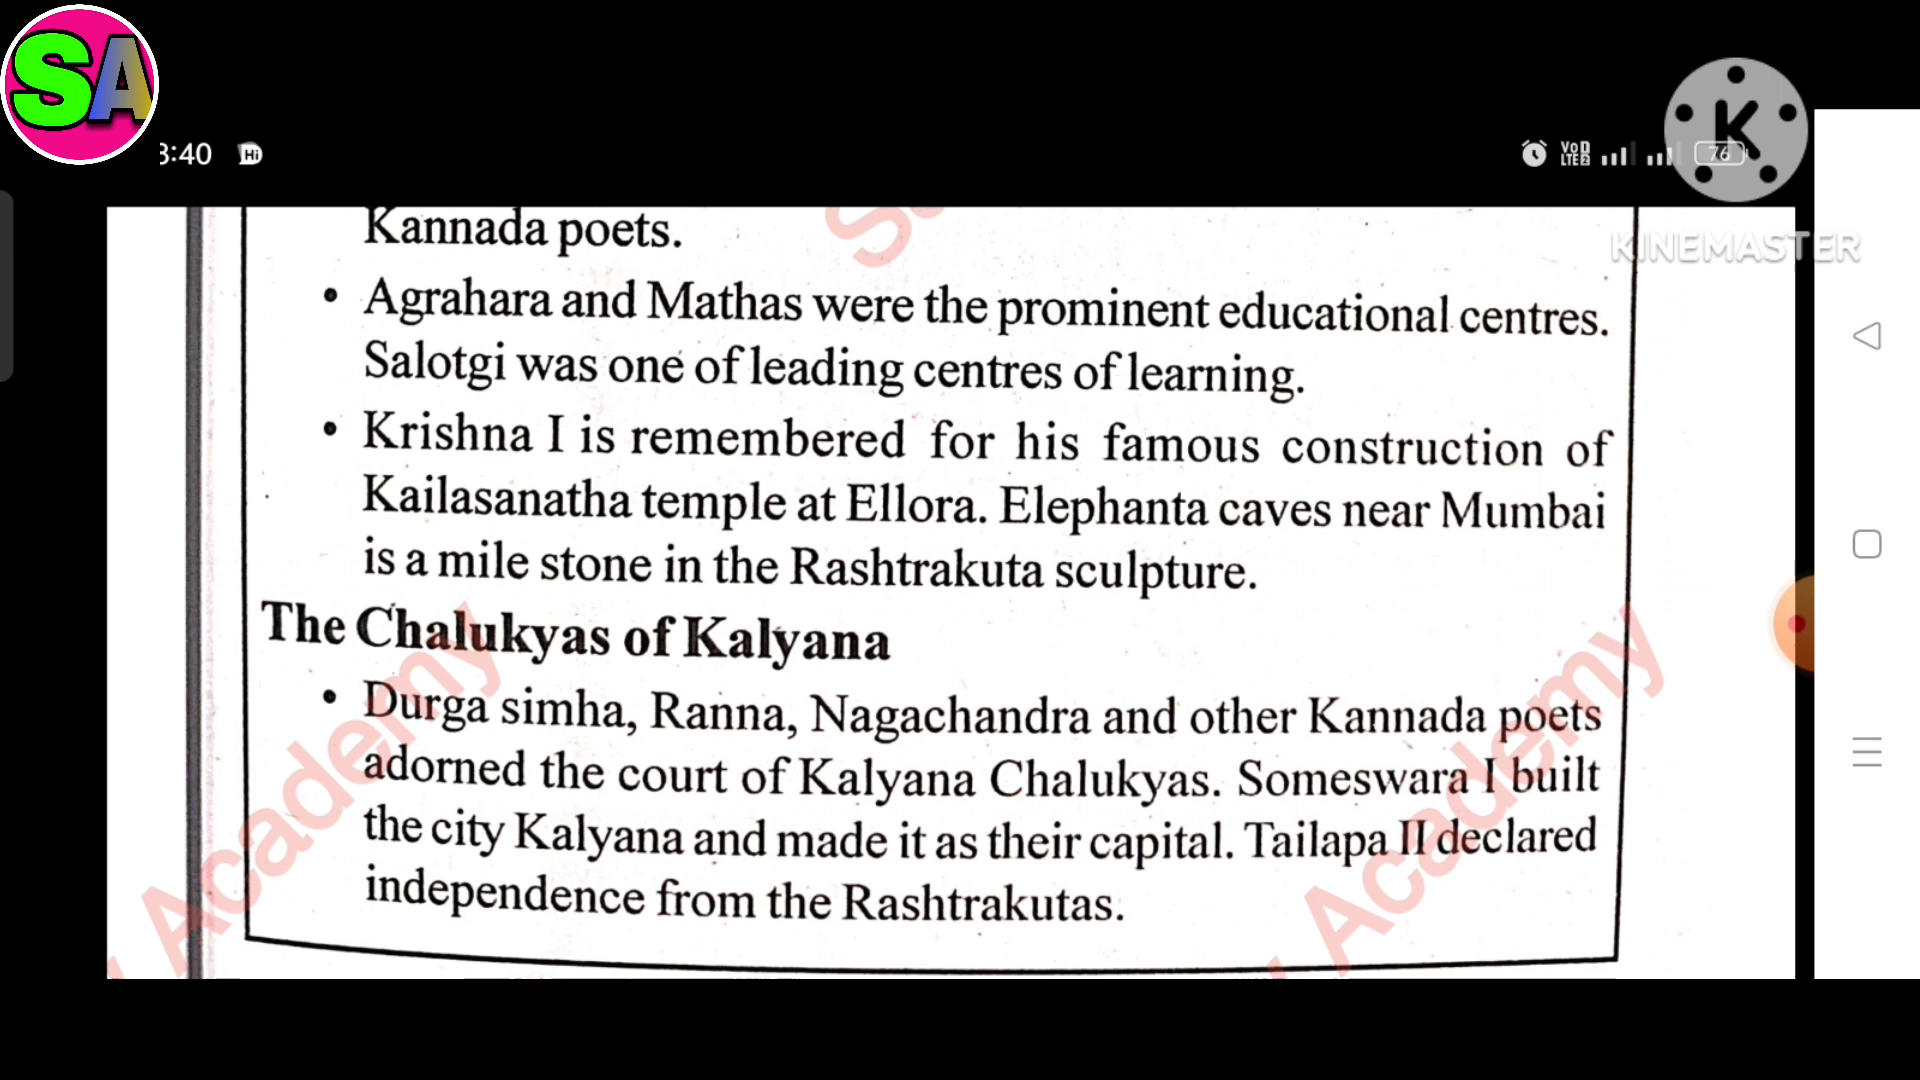 SA
3:40 Hi
VoD LTE2 76
K
KINEMASTER
Kannada poets.
• Agrahara and Mathas were the prominent educational centres.
Salotgi was one of leading centres of learning.
• Krishna I is remembered for his famous construction of
Kailasanatha temple at Ellora. Elephanta caves near Mumbai
is a mile stone in the Rashtrakuta sculpture.
The Chalukyas of Kalyana
• Durga simha, Ranna, Nagachandra and other Kannada poets
adorned the court of Kalyana Chalukyas. Someswara I built
the city Kalyana and made it as their capital. Tailapa II declared
independence from the Rashtrakutas.
Academy
Academy